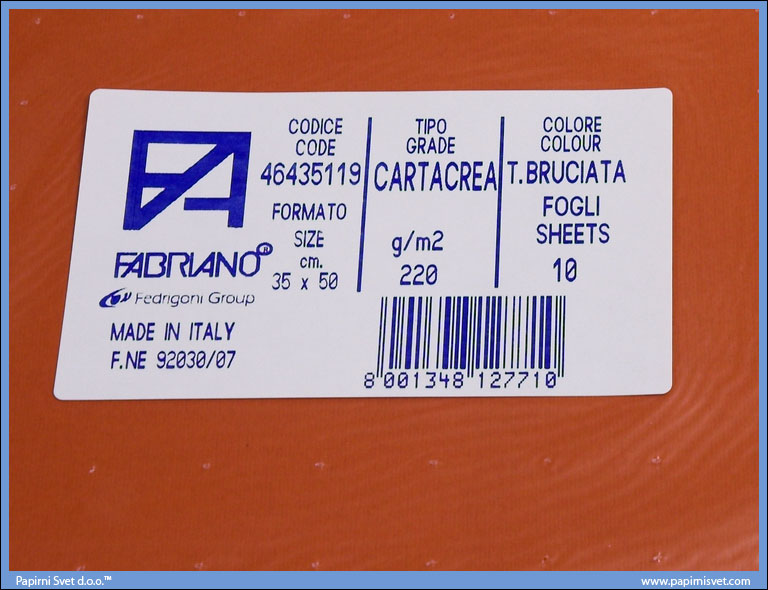 CODICE
CODE
46435119
FORMATO
SIZE
cm.
35 x 50
TIPO
GRADE
CARTACREA
g/m2
220
COLORE
COLOUR
T.BRUCIATA
FOGLI
SHEETS
10
FABRIANO®
Fedrigoni Group
MADE IN ITALY
F.NE 92030/07
8 001348 127710
Papirni Svet d.o.o.™
www.papirnisvet.com